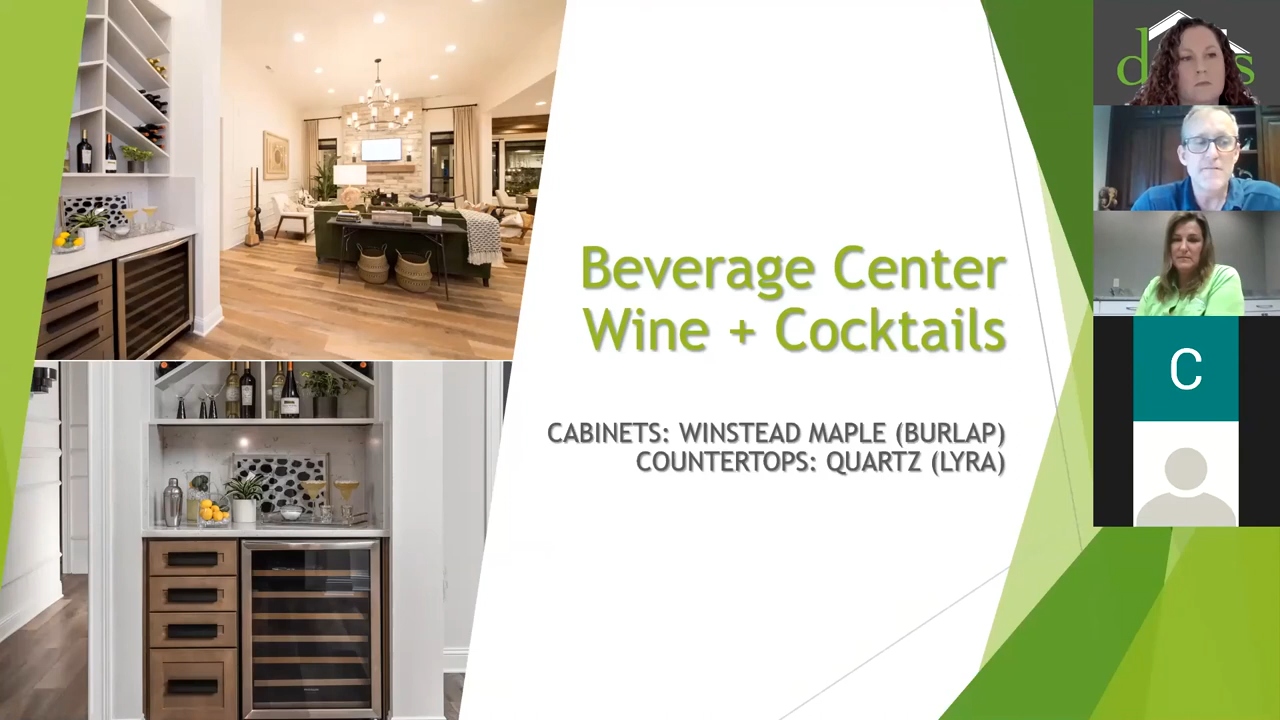 Beverage Center
Wine + Cocktails
CABINETS: WINSTEAD MAPLE (BURLAP)
COUNTERTOPS: QUARTZ (LYRA)
C